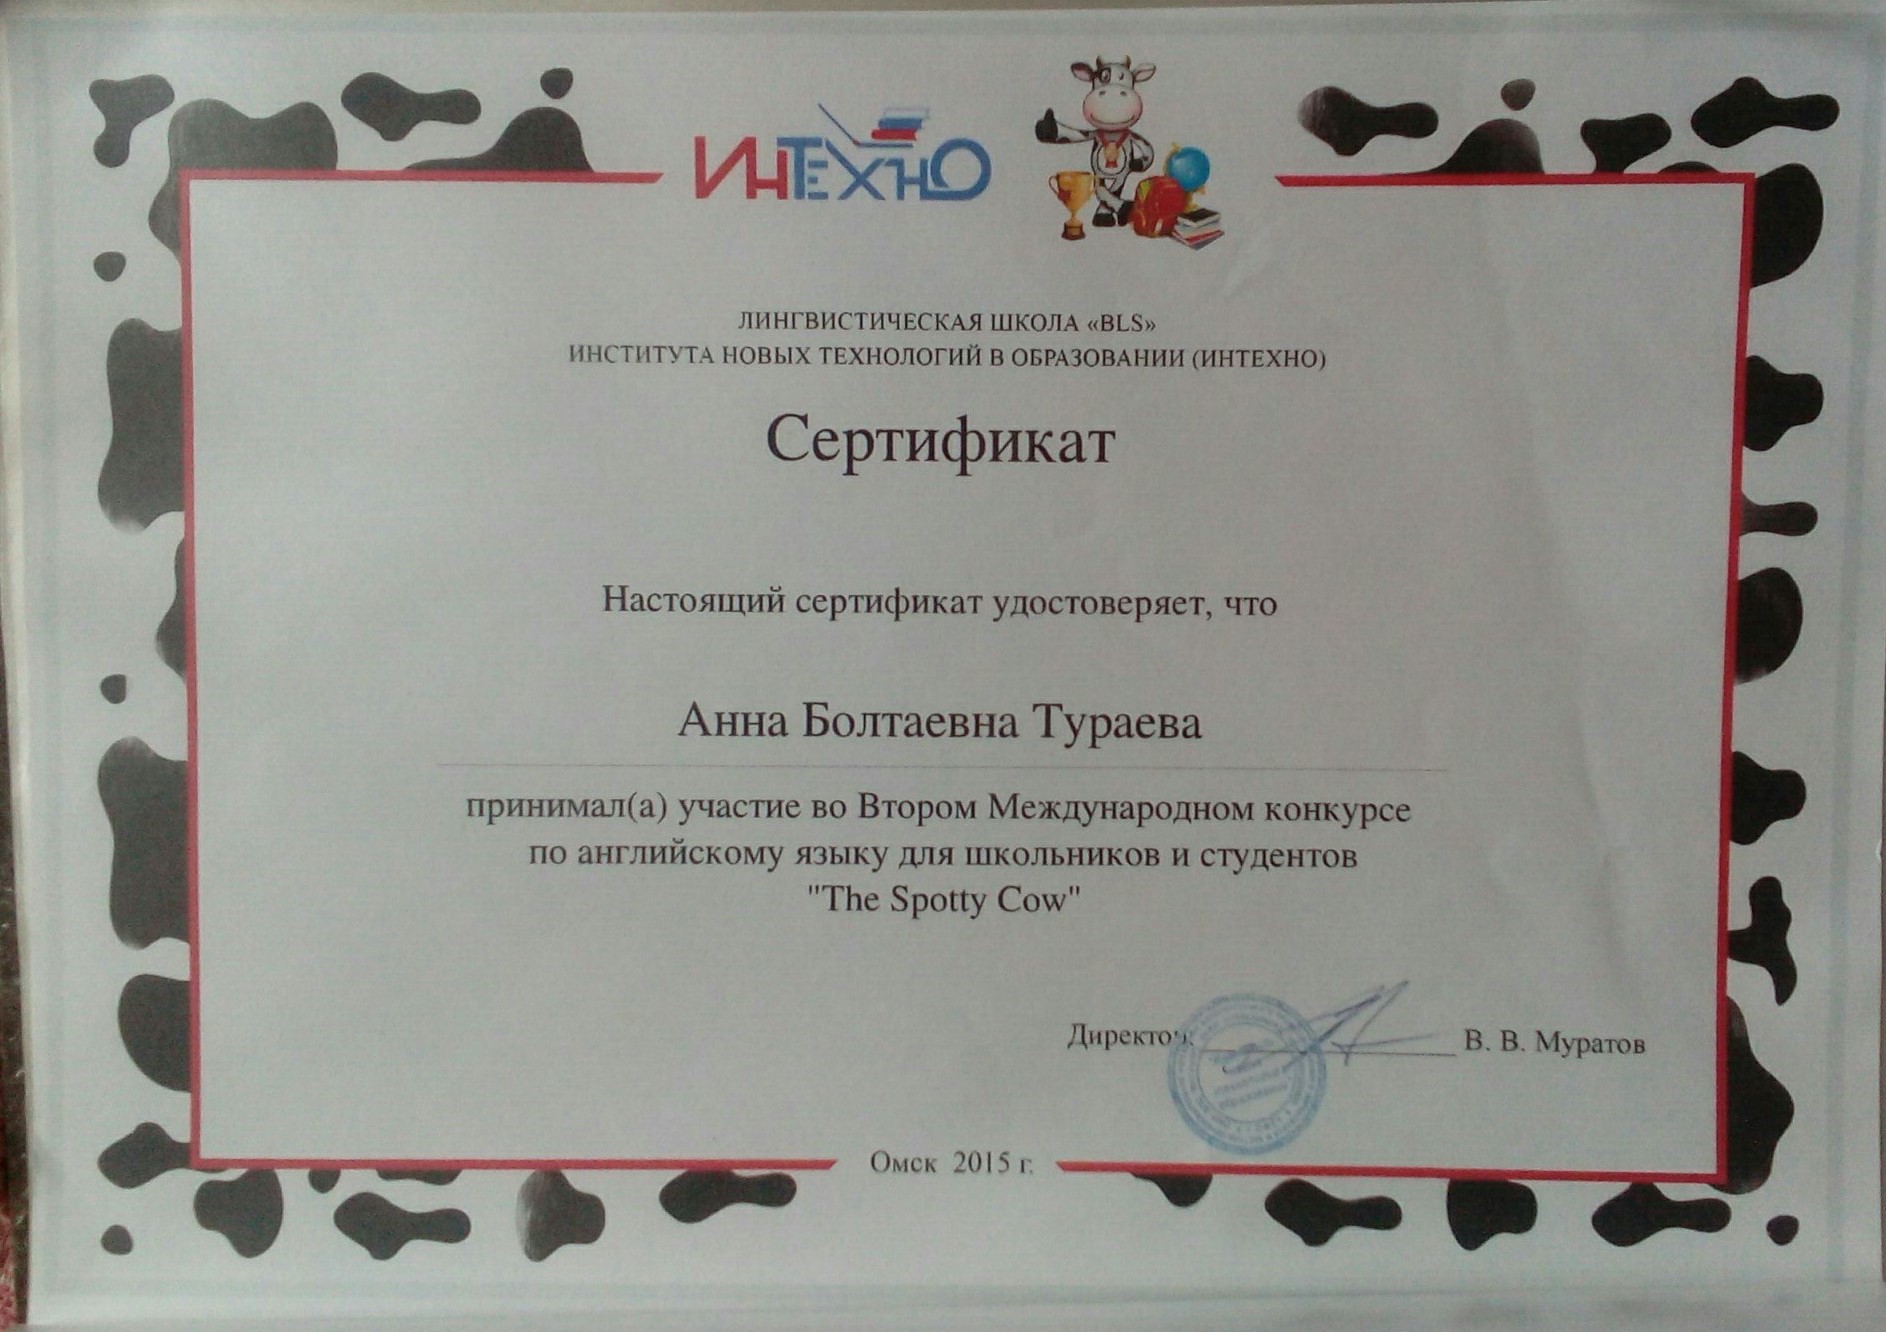 ИНТЕХНО
ЛИНГВИСТИЧЕСКАЯ ШКОЛА «BLS»
ИНСТИТУТА НОВЫХ ТЕХНОЛОГИЙ В ОБРАЗОВАНИИ (ИНТЕХНО)
Сертификат
Настоящий сертификат удостоверяет, что
Анна Болтаевна Тураева
принимал(а) участие во Втором Международном конкурсе
по английскому языку для школьников и студентов
"The Spotty Cow"
Директор: В. В. Муратов
Омск 2015 г.